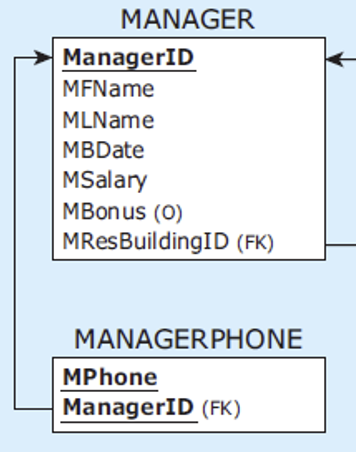 MANAGER
ManagerID
MFName
MLName
MBDate
MSalary
MBonus (O)
MResBuildingID (FK)
MANAGERPHONE
MPhone
ManagerID (FK)